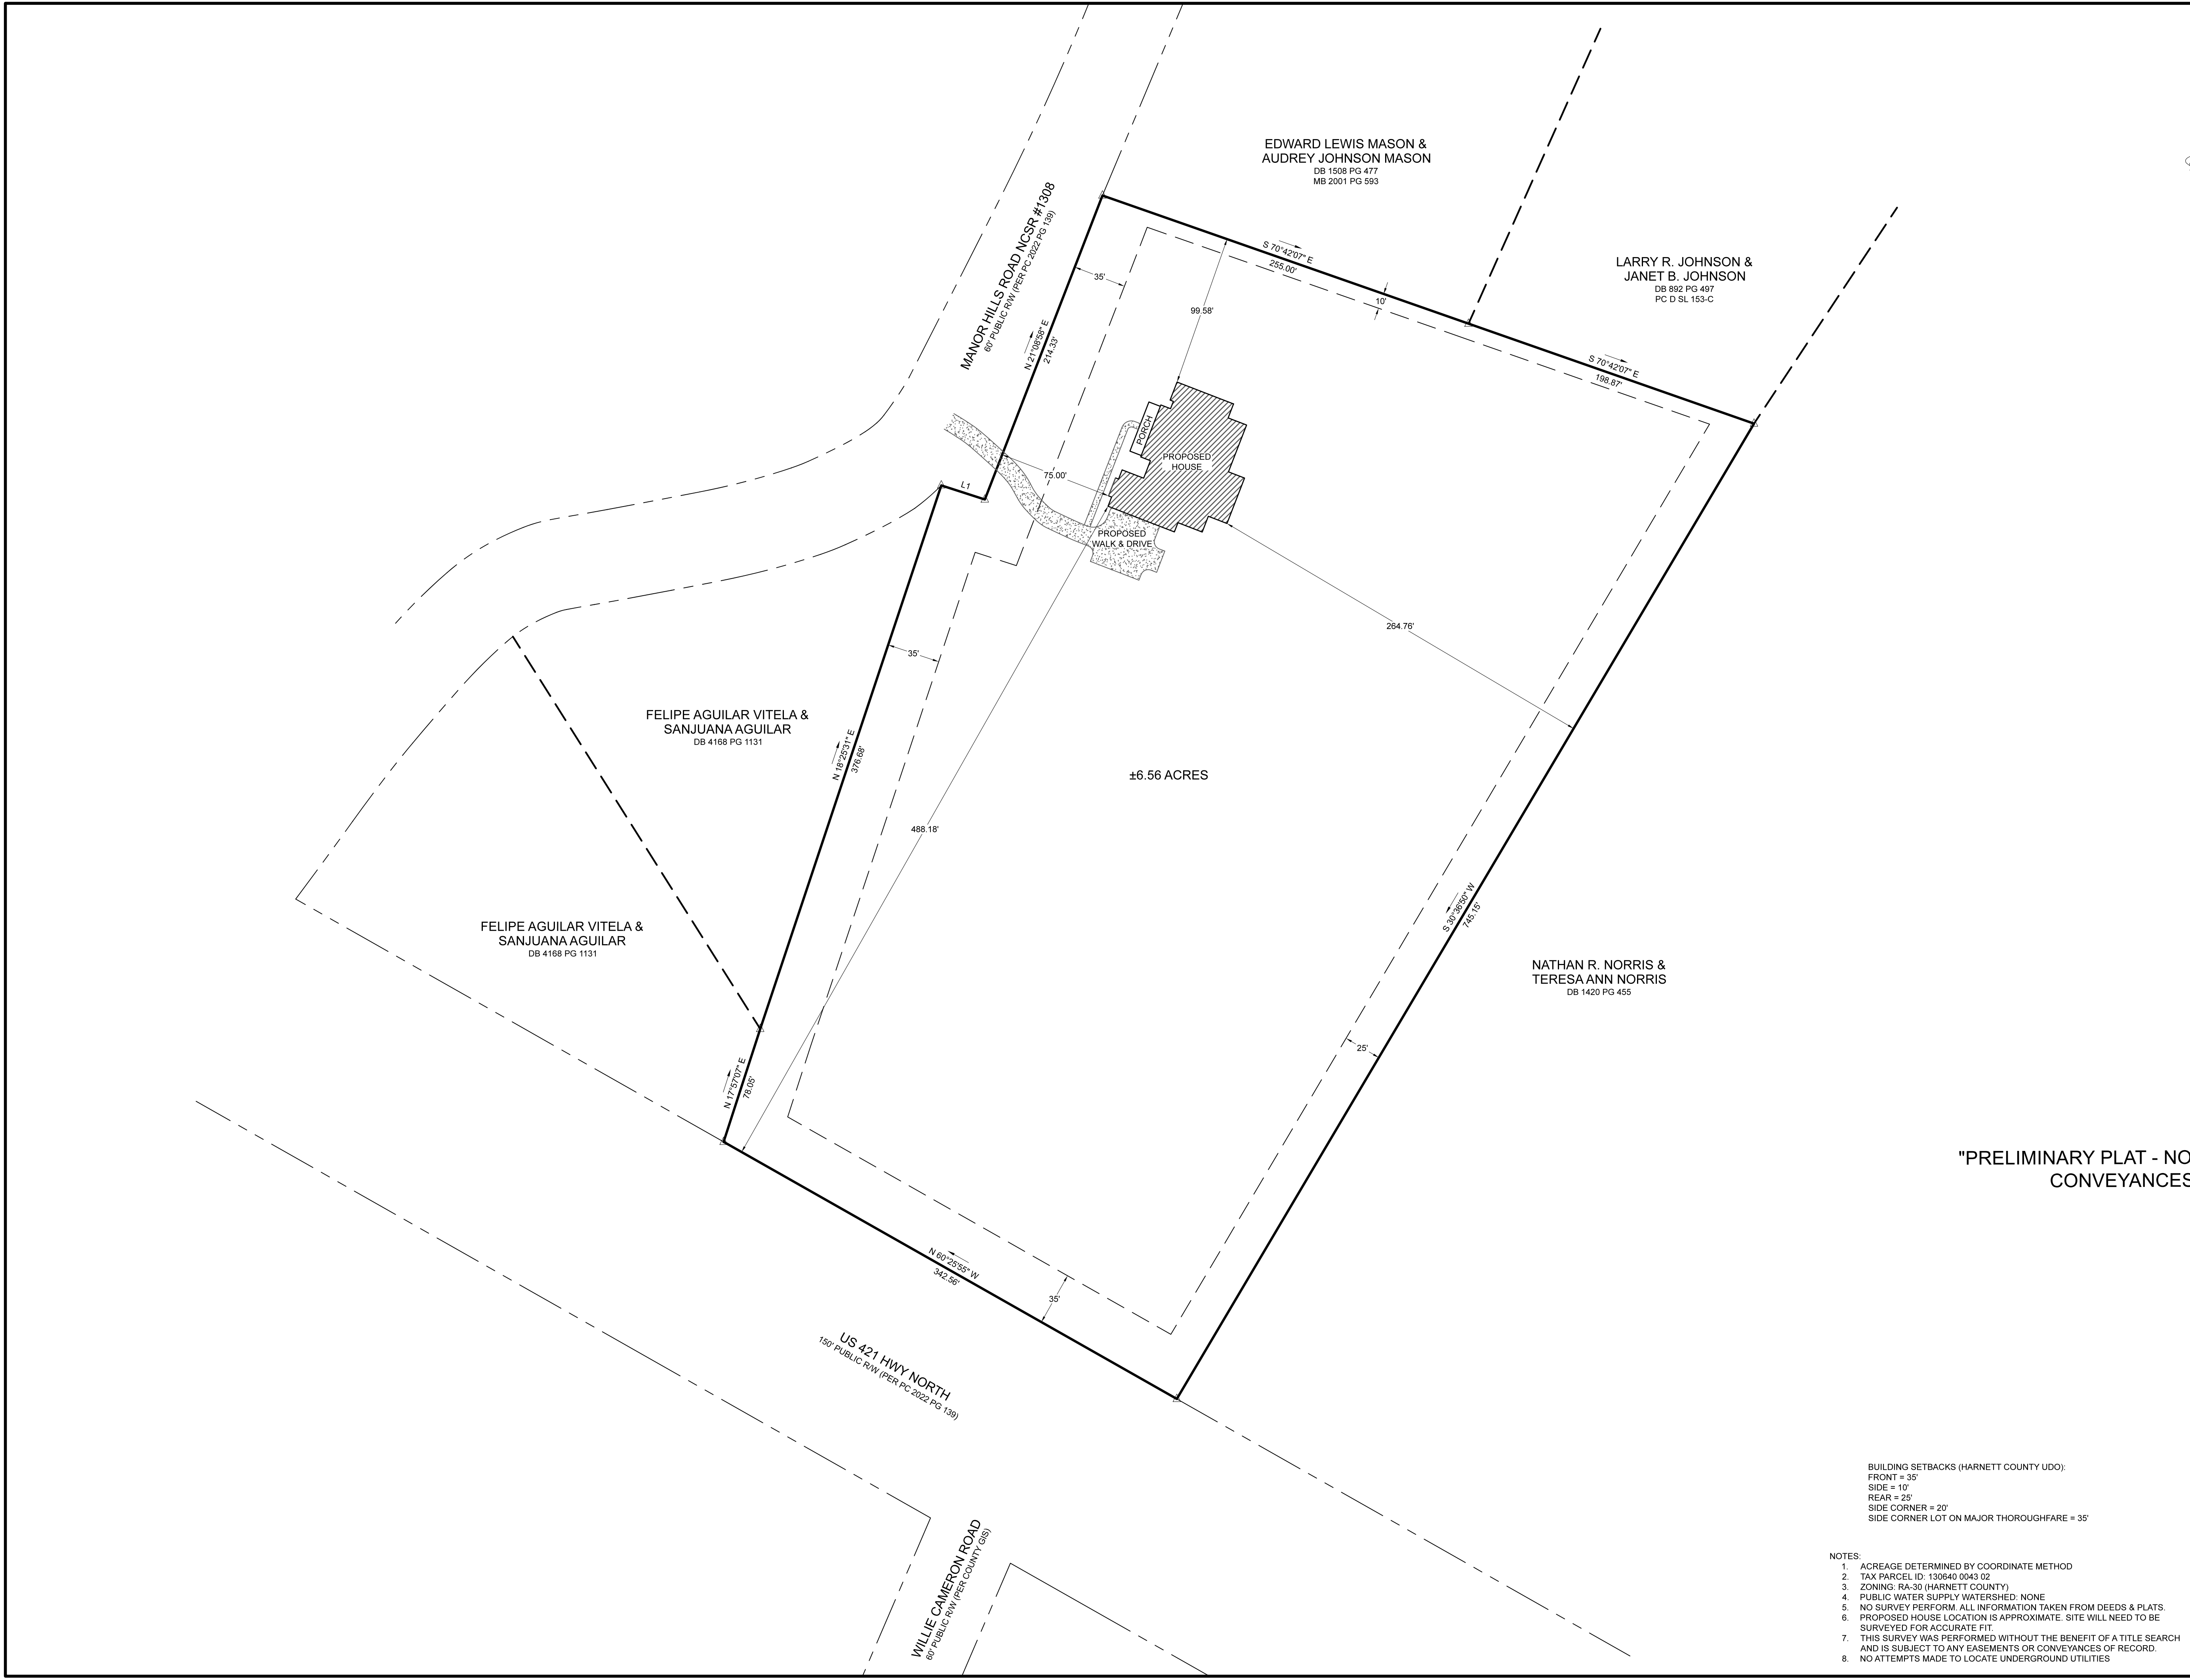 EDWARD LEWIS MASON &
AUDREY JOHNSON MASON
DB 1508 PG 477
MB 2001 PG 593
MANOR HILLS ROAD NCSR #1308
60' PUBLIC R/W (PER PC 2022 PG 139)
S 70°42'07" E
255.00'
LARRY R. JOHNSON &
JANET B. JOHNSON
DB 892 PG 497
PC D SL 153-C
35'
10'
99.58'
N 21°08'58" E
214.33'
S 70°42'07" E
198.87'
PORCH
PROPOSED
HOUSE
75.00'
L1
PROPOSED
WALK & DRIVE
264.76'
35'
FELIPE AGUILAR VITELA &
SANJUANA AGUILAR
DB 4168 PG 1131
N 18°25'31" E
376.68'
±6.56 ACRES
488.18'
S 30°36'50" W
745.15'
FELIPE AGUILAR VITELA &
SANJUANA AGUILAR
DB 4168 PG 1131
NATHAN R. NORRIS &
TERESA ANN NORRIS
DB 1420 PG 455
25'
N 17°57'07" E
78.05'
"PRELIMINARY PLAT - NO
CONVEYANCES
N 60°25'55" W
342.56'
35'
US 421 HWY NORTH
150' PUBLIC R/W (PER PC 2022 PG 139)
WILLIE CAMERON ROAD
60' PUBLIC R/W (PER COUNTY GIS)
BUILDING SETBACKS (HARNETT COUNTY UDO):
FRONT = 35'
SIDE = 10'
REAR = 25'
SIDE CORNER = 20'
SIDE CORNER LOT ON MAJOR THOROUGHFARE = 35'
NOTES:
1. ACREAGE DETERMINED BY COORDINATE METHOD
2. TAX PARCEL ID: 130640 0043 02
3. ZONING: RA-30 (HARNETT COUNTY)
4. PUBLIC WATER SUPPLY WATERSHED: NONE
5. NO SURVEY PERFORM. ALL INFORMATION TAKEN FROM DEEDS & PLATS.
6. PROPOSED HOUSE LOCATION IS APPROXIMATE. SITE WILL NEED TO BE
SURVEYED FOR ACCURATE FIT.
7. THIS SURVEY WAS PERFORMED WITHOUT THE BENEFIT OF A TITLE SEARCH
AND IS SUBJECT TO ANY EASEMENTS OR CONVEYANCES OF RECORD.
8. NO ATTEMPTS MADE TO LOCATE UNDERGROUND UTILITIES